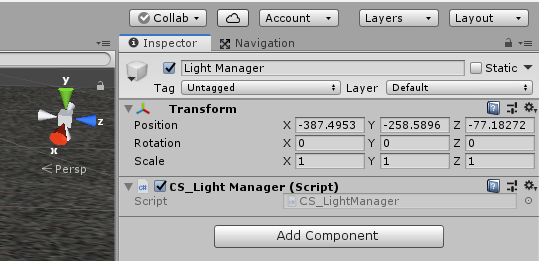 Collab Account Layers Layout
Inspector Navigation
Light Manager Static
Tag Untagged Layer Default
Transform
Position X -387.4953 Y -258.5896 Z -77.18272
Rotation X 0 Y 0 Z 0
Scale X 1 Y 1 Z 1
C# CS_Light Manager (Script)
Script CS_LightManager
Add Component
y
z
x
< Persp